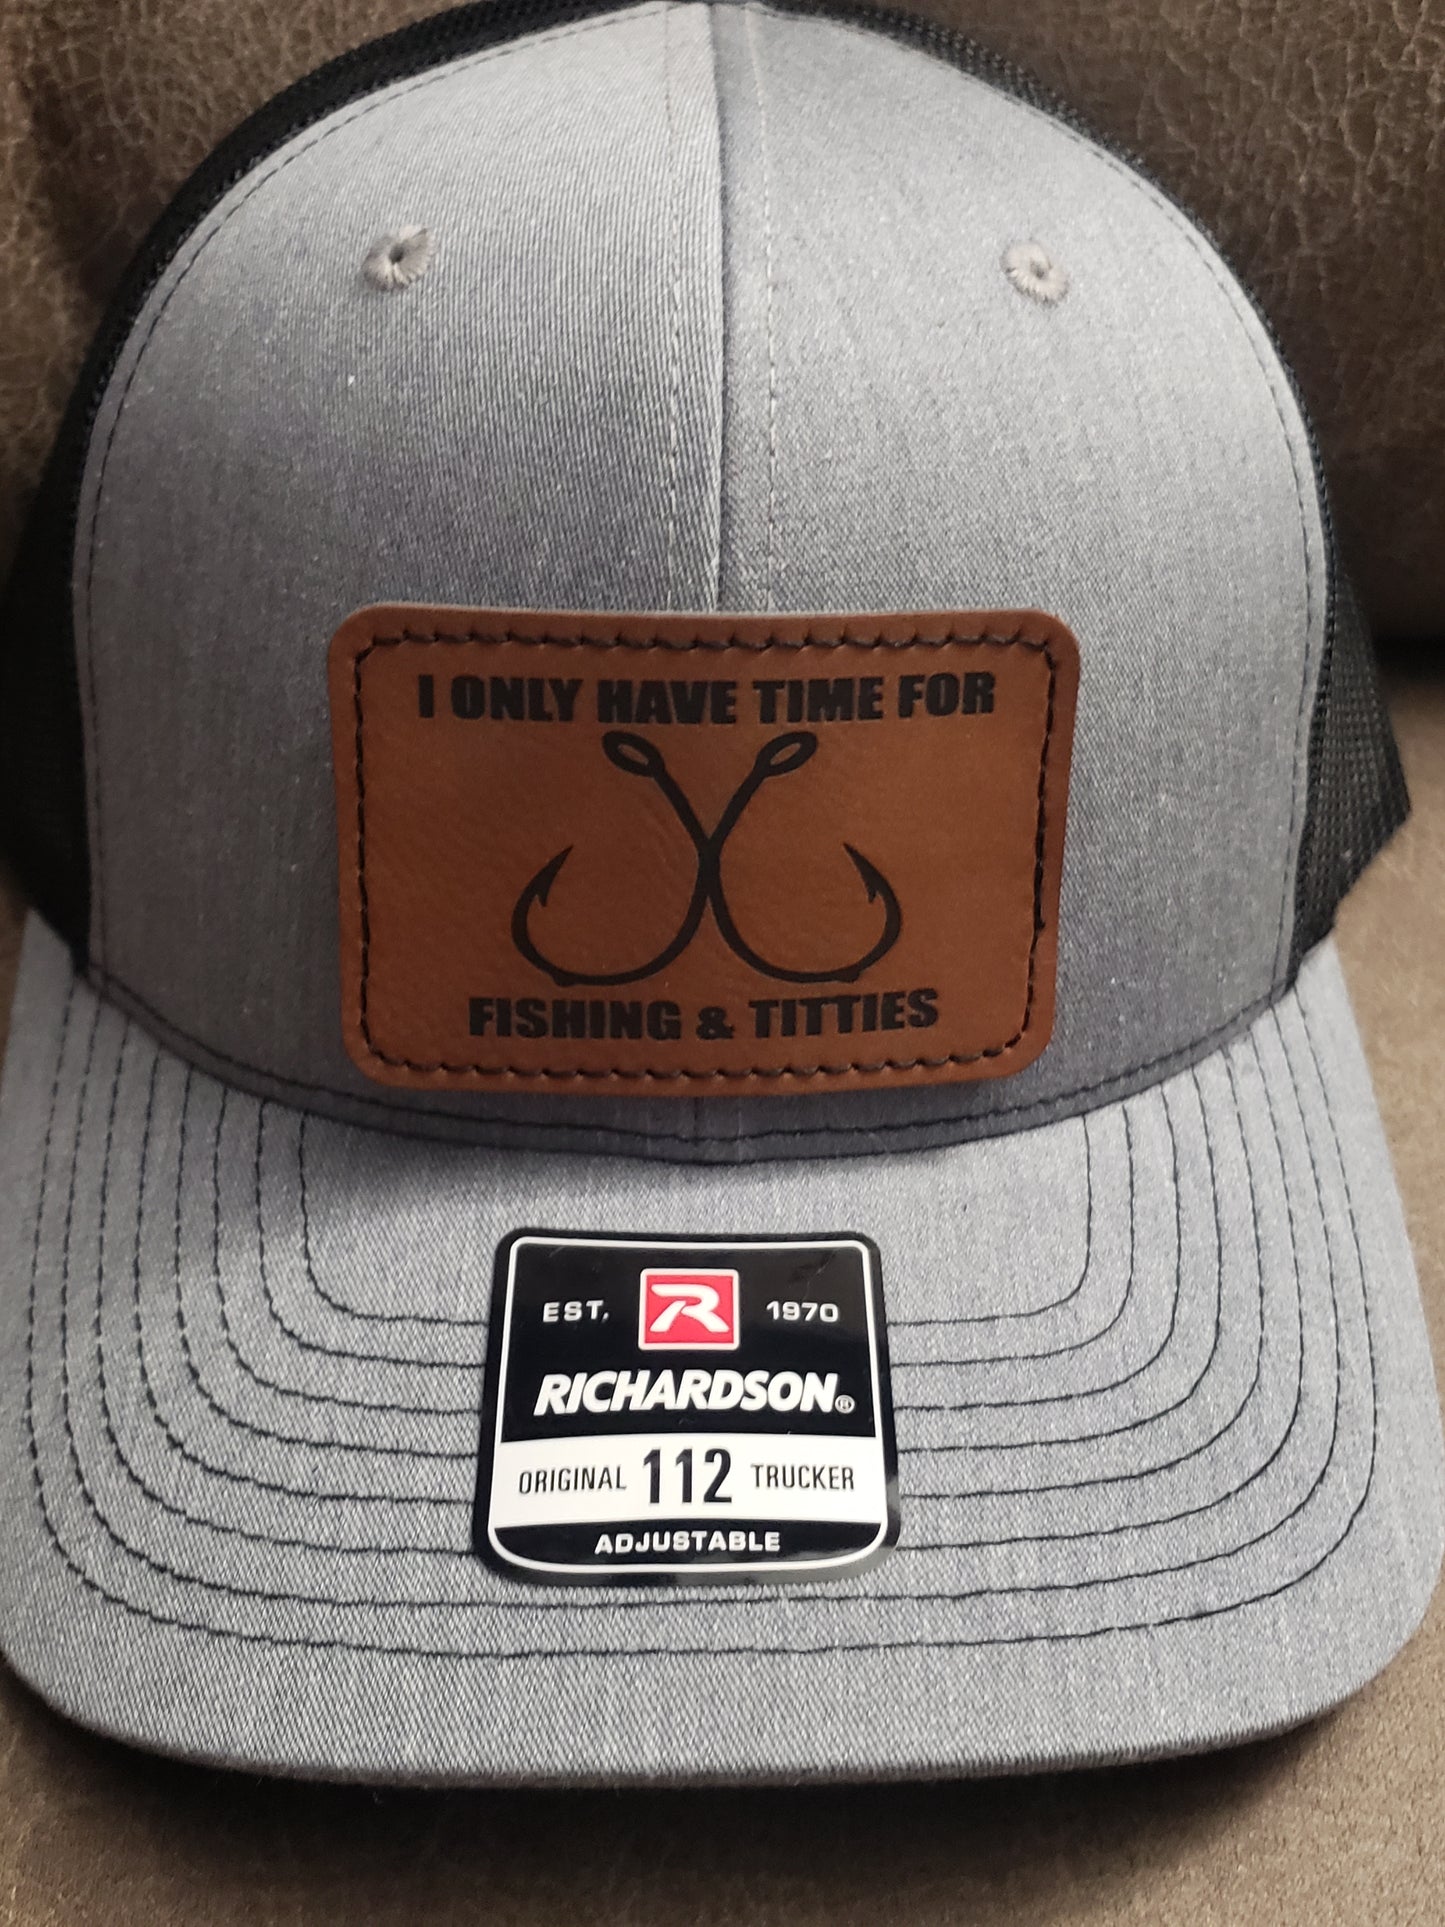 I ONLY HAVE TIME FOR
FISHING & TITTIES
EST. R 1970
RICHARDSON®
ORIGINAL 112 TRUCKER
ADJUSTABLE